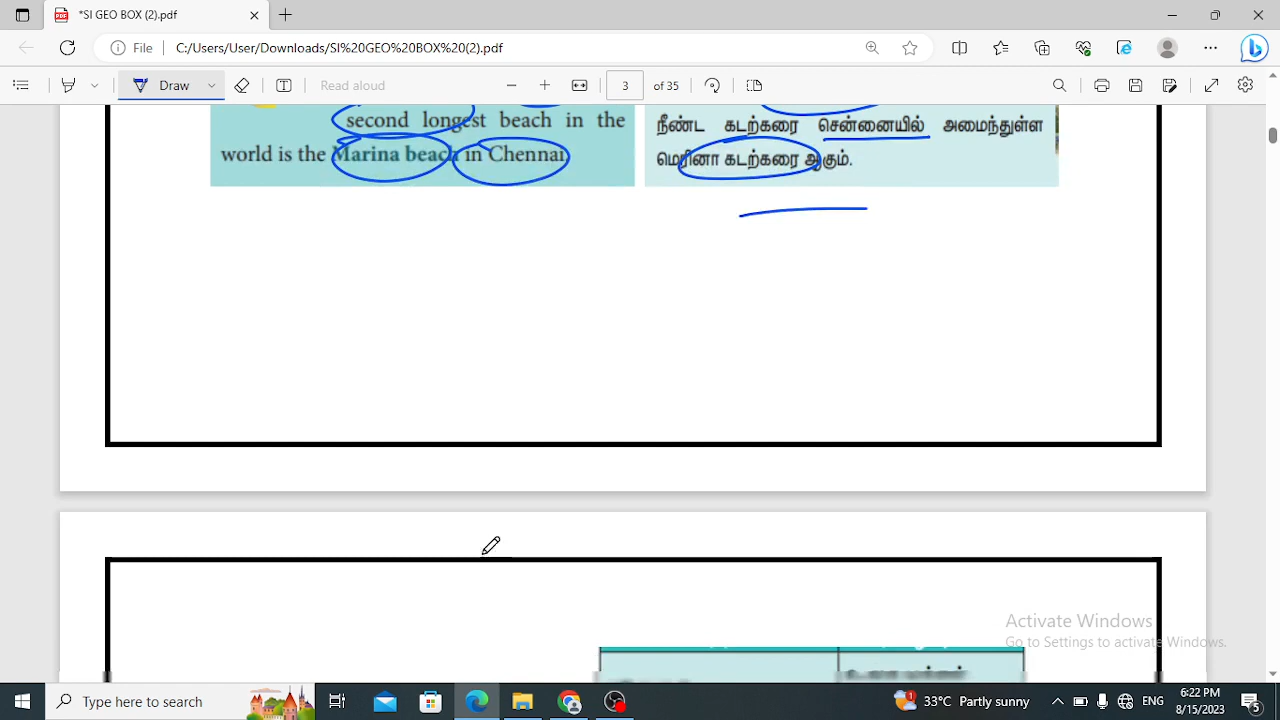 *SI GEO BOX (2).pdf
File
C:/Users/User/Downloads/SI%20GEO%20BOX%20(2).pdf
Draw
Read aloud
3
of 35
second longest beach in the
world is the Marina beach in Chennai.
நீண்ட கடற்கரை சென்னையில் அமைந்துள்ள
மெரினா கடற்கரை ஆகும்.
Activate Windows
Go to Settings to activate Windows.
Type here to search
33°C Partly sunny
ENG
6:22 PM
8/15/2023
5